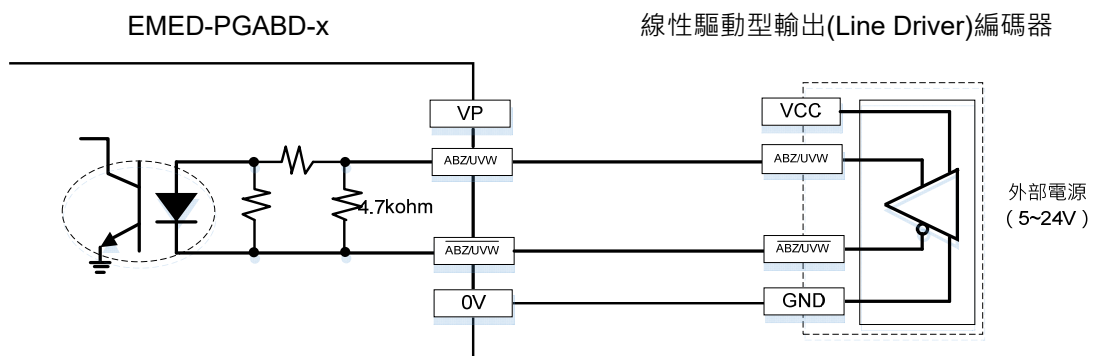 EMED-PGABD-x
線性驅動型輸出(Line Driver)編碼器
VP
VCC
ABZ/UVW
ABZ/UVW
4.7kohm
外部電源
(5~24V)
ABZ/UVW
ABZ/UVW
0V
GND